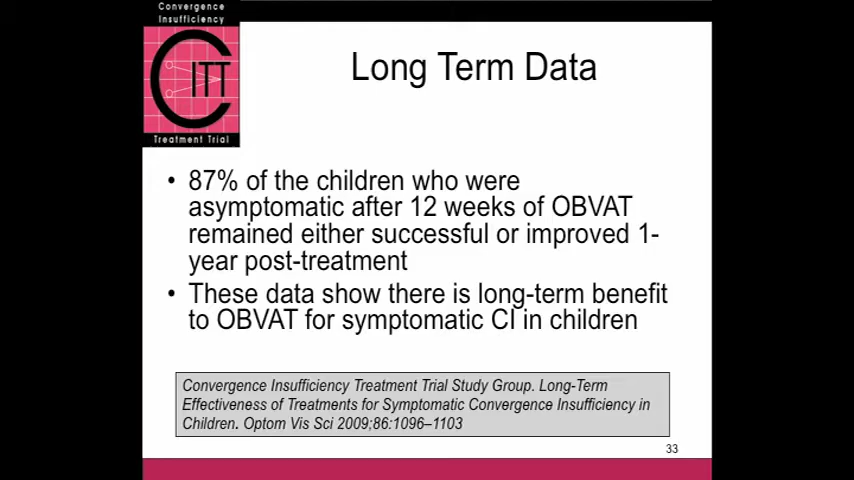 Convergence
Insufficiency
CITT
Treatment Trial
Long Term Data
• 87% of the children who were
asymptomatic after 12 weeks of OBVAT
remained either successful or improved 1-
year post-treatment
• These data show there is long-term benefit
to OBVAT for symptomatic CI in children
Convergence Insufficiency Treatment Trial Study Group. Long-Term
Effectiveness of Treatments for Symptomatic Convergence Insufficiency in
Children. Optom Vis Sci 2009;86:1096–1103
33